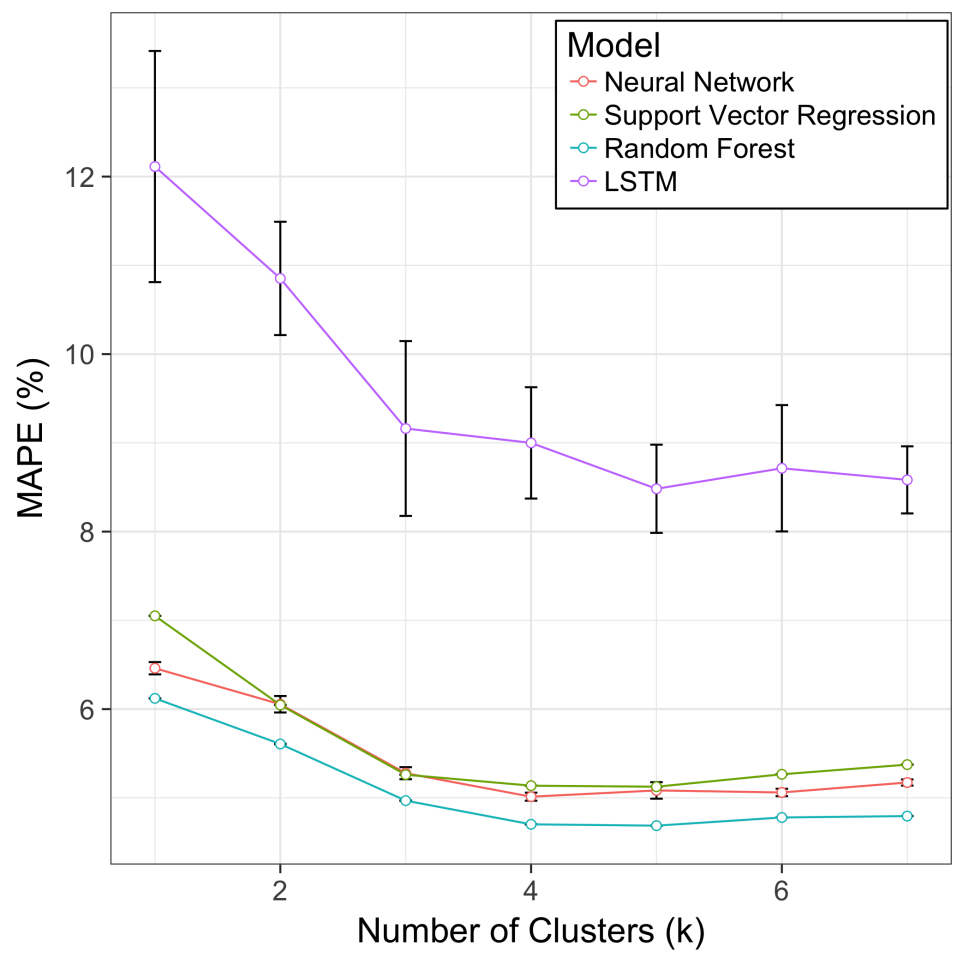 Model
Neural Network
Support Vector Regression
Random Forest
LSTM
12
10
8
6
MAPE (%)
2 4 6
Number of Clusters (k)